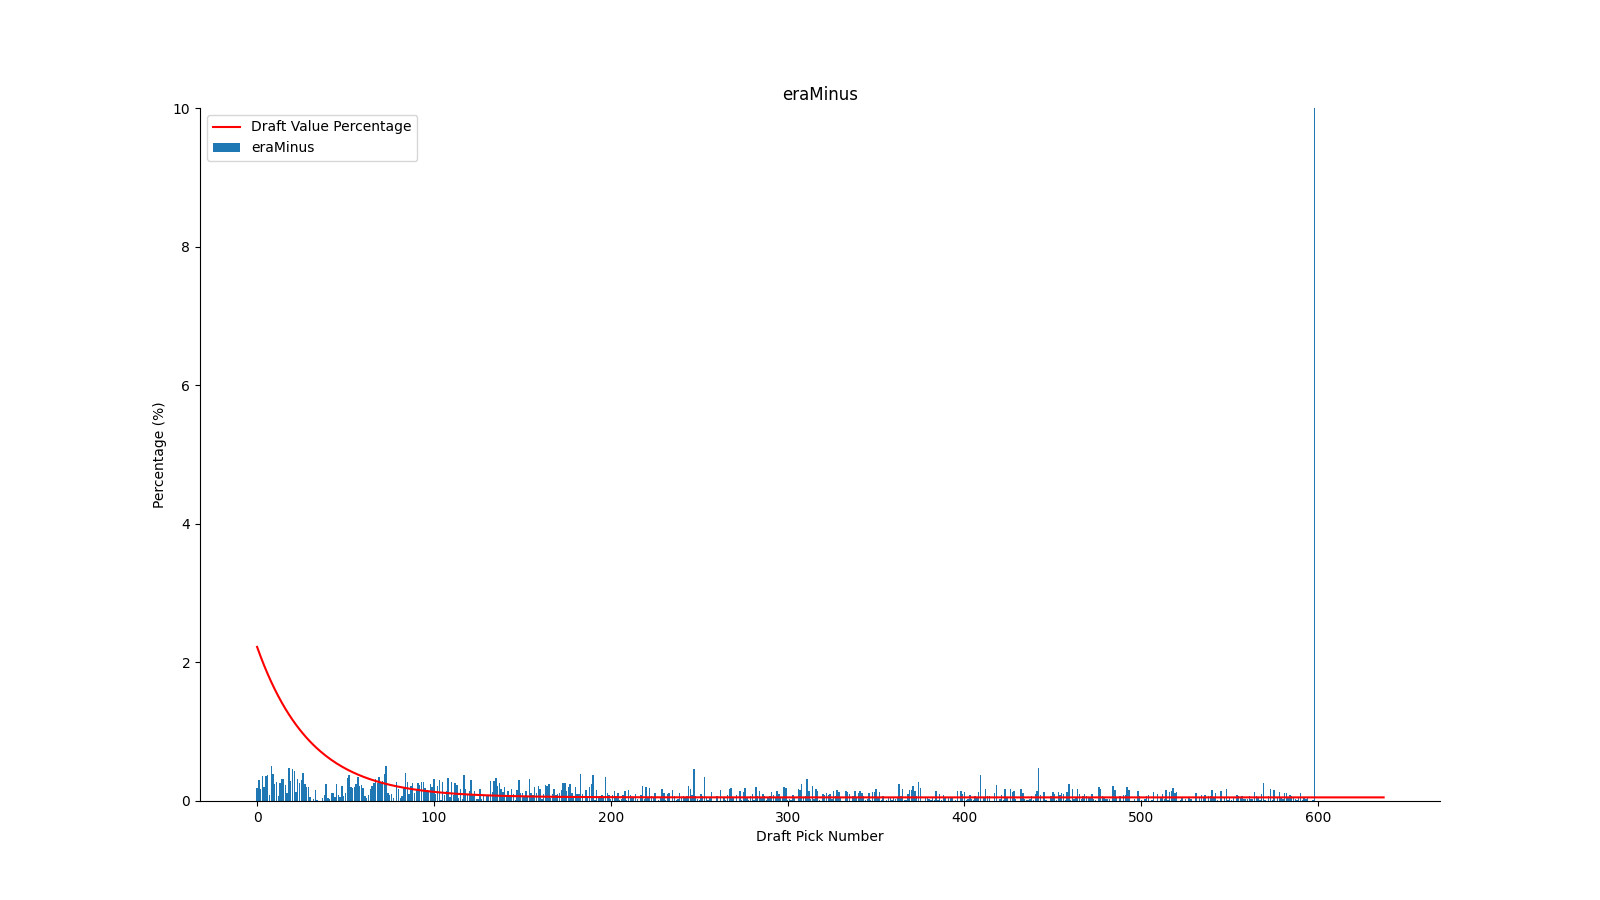 eraMinus
10
Draft Value Percentage
eraMinus
8
6
Percentage (%)
4
2
0
0 100 200 300 400 500 600
Draft Pick Number